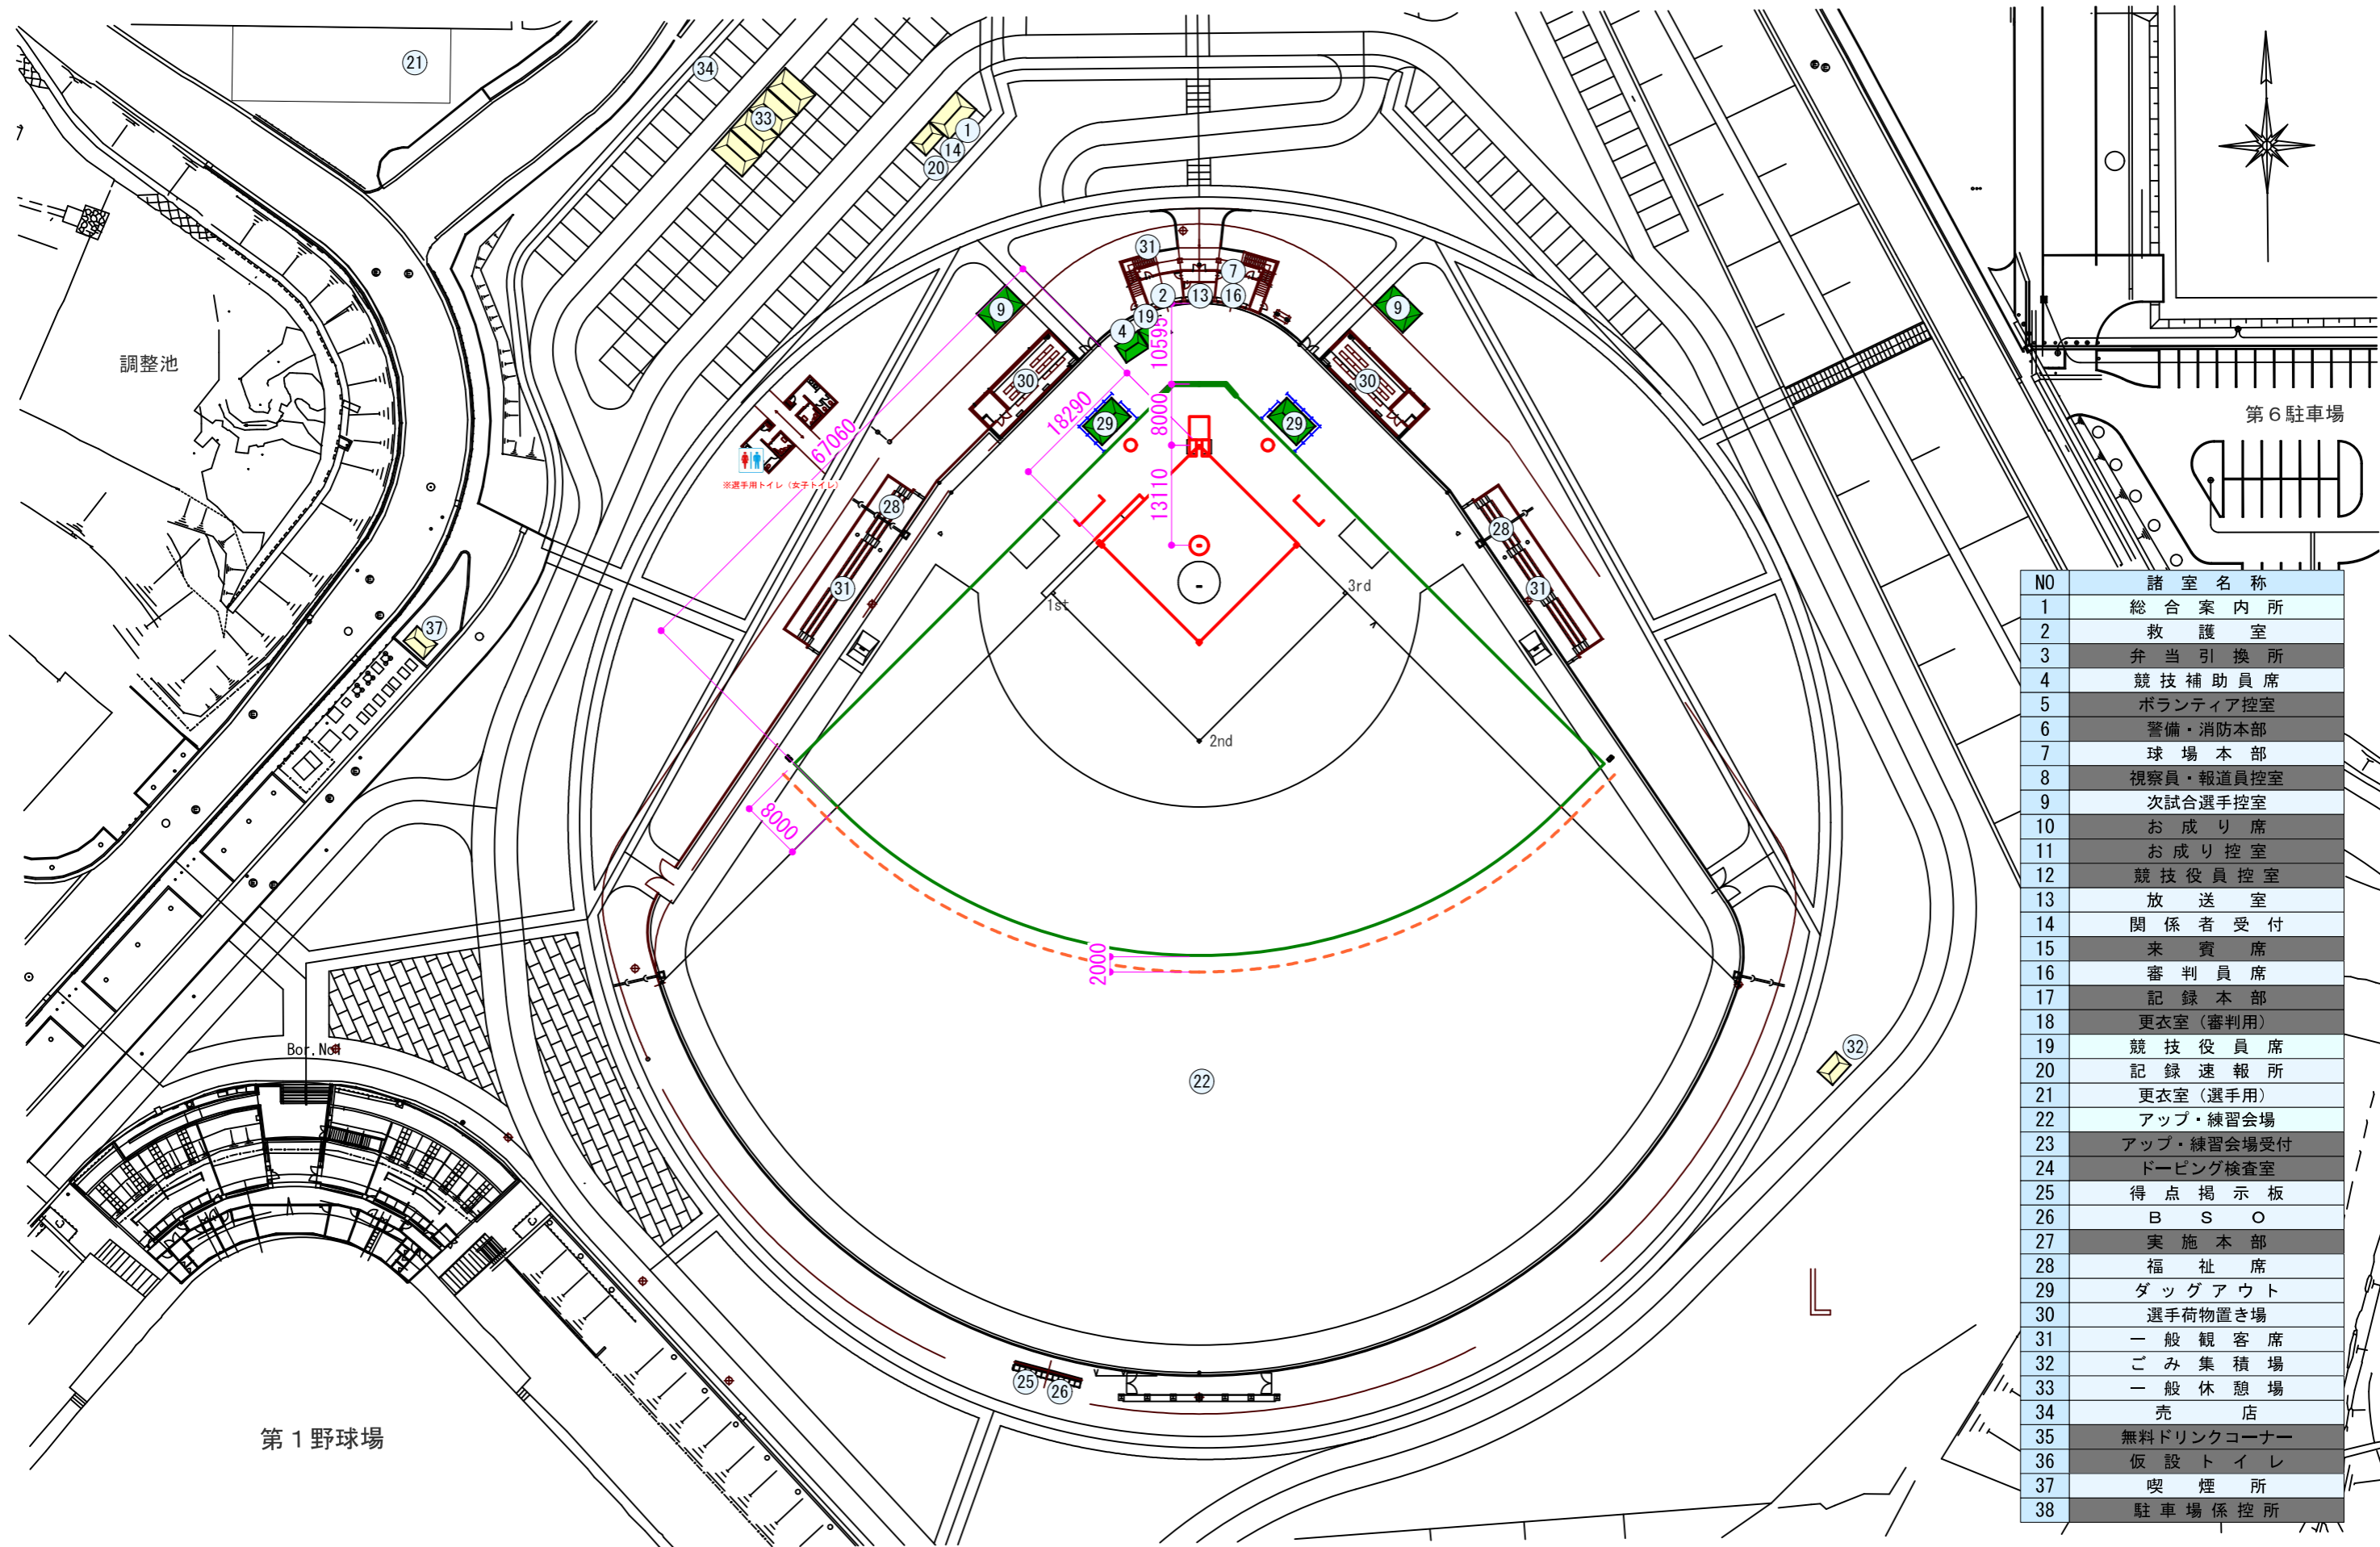 21
34
33
1
14
20
31
7
2
13
16
19
4
9
9
10595
30
30
29
29
18290
8000
67060
13110
※選手用トイレ（女子トイレ）
28
28
31
31
1st
3rd
2nd
調整池
37
第６駐車場
8000
2000
Bor.No1
22
32
25
26
第１野球場
NO 諸室名称
1 総合案内所
2 救護室
3 弁当引換所
4 競技補助員席
5 ボランティア控室
6 警備・消防本部
7 球場本部
8 視察員・報道員控室
9 次試合選手控室
10 お成り席
11 お成り控室
12 競技役員控室
13 放送室
14 関係者受付
15 来賓席
16 審判員席
17 記録本部
18 更衣室（審判用）
19 競技役員席
20 記録速報所
21 更衣室（選手用）
22 アップ・練習会場
23 アップ・練習会場受付
24 ドーピング検査室
25 得点掲示板
26 ＢＳＯ
27 実施本部
28 福祉席
29 ダッグアウト
30 選手荷物置き場
31 一般観客席
32 ごみ集積場
33 一般休憩場
34 売店
35 無料ドリンクコーナー
36 仮設トイレ
37 喫煙所
38 駐車場係控所